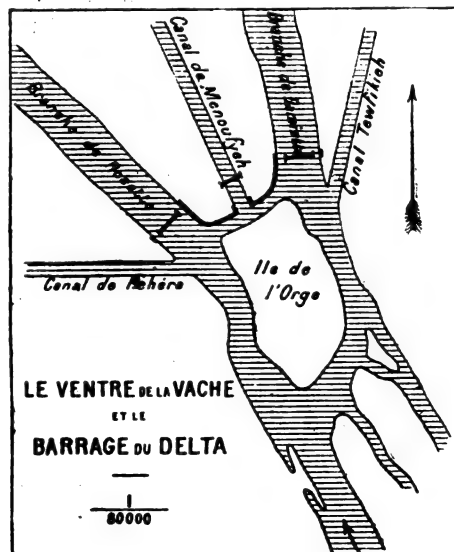 Branche de Rosette
Canal de Menoufyeh
Branche de Damiette
Canal Tewfikieh
Canal de Béhéra
Ile de
l'Orge
LE VENTRE DE LA VACHE
ET LE
BARRAGE DU DELTA
1
80000